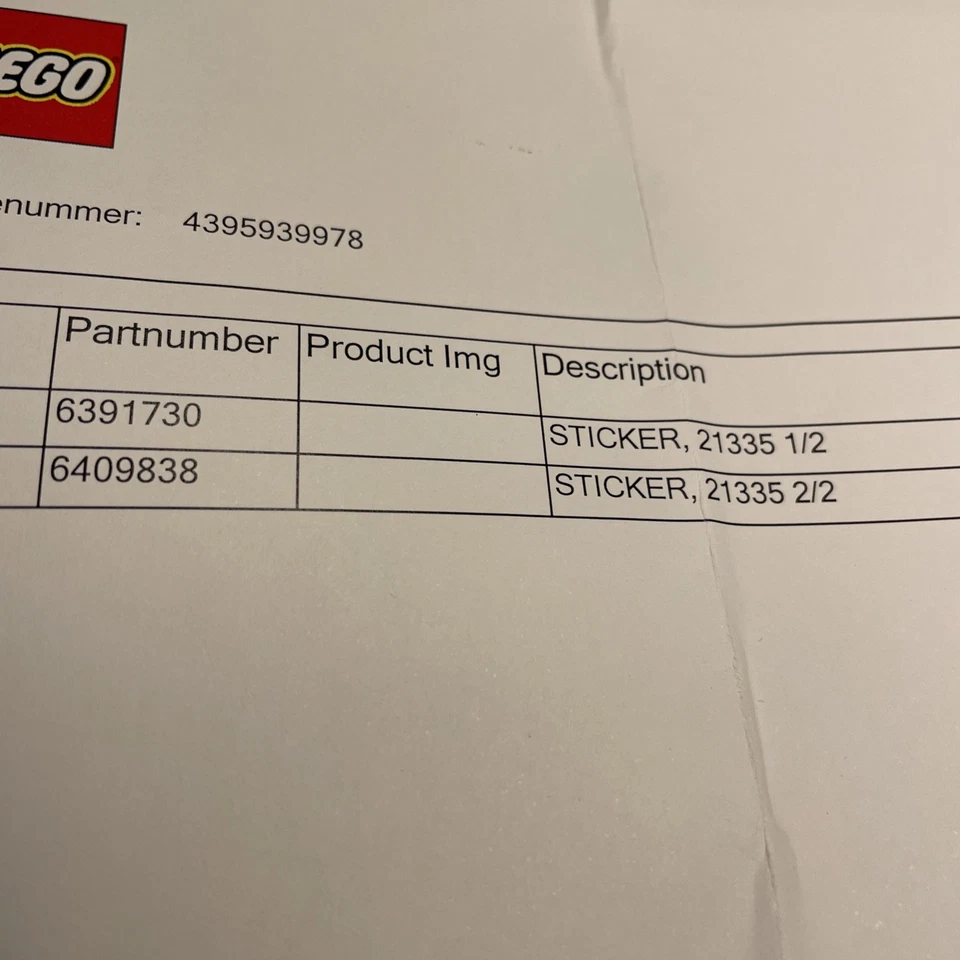 EGO
enummer: 4395939978
Partnumber Product Img Description
6391730 STICKER, 21335 1/2
6409838 STICKER, 21335 2/2